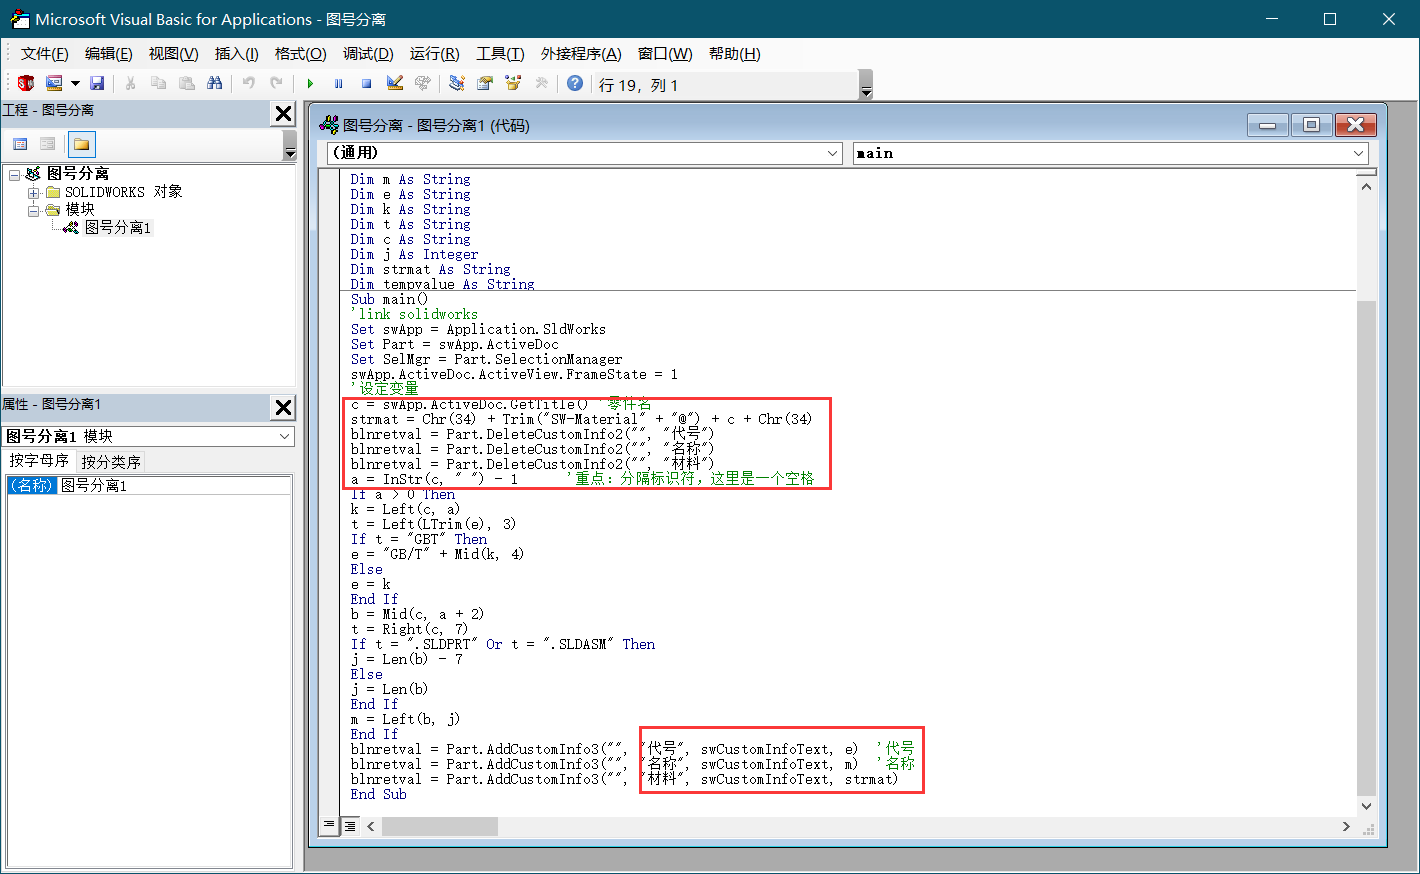 Microsoft Visual Basic for Applications - 图号分离
文件(F) 编辑(E) 视图(V) 插入(I) 格式(O) 调试(D) 运行(R) 工具(T) 外接程序(A) 窗口(W) 帮助(H)
行 19，列 1
工程 - 图号分离
图号分离
SOLIDWORKS 对象
模块
图号分离1
属性 - 图号分离1
图号分离1 模块
按字母序 按分类序
(名称) 图号分离1
图号分离 - 图号分离1 (代码)
(通用) main
Dim m As String
Dim e As String
Dim k As String
Dim t As String
Dim c As String
Dim j As Integer
Dim strmat As String
Dim tempvalue As String
Sub main()
'link solidworks
Set swApp = Application.SldWorks
Set Part = swApp.ActiveDoc
Set SelMgr = Part.SelectionManager
swApp.ActiveDoc.ActiveView.FrameState = 1
'设定变量
c = swApp.ActiveDoc.GetTitle() '零件名
strmat = Chr(34) + Trim("SW-Material" + "@") + c + Chr(34)
blnretval = Part.DeleteCustomInfo2("", "代号")
blnretval = Part.DeleteCustomInfo2("", "名称")
blnretval = Part.DeleteCustomInfo2("", "材料")
a = InStr(c, " ") - 1 '重点：分隔标识符，这里是一个空格
If a > 0 Then
k = Left(c, a)
t = Left(LTrim(e), 3)
If t = "GBT" Then
e = "GB/T" + Mid(k, 4)
Else
e = k
End If
b = Mid(c, a + 2)
t = Right(c, 7)
If t = ".SLDPRT" Or t = ".SLDASM" Then
j = Len(b) - 7
Else
j = Len(b)
End If
m = Left(b, j)
End If
blnretval = Part.AddCustomInfo3("", "代号", swCustomInfoText, e) '代号
blnretval = Part.AddCustomInfo3("", "名称", swCustomInfoText, m) '名称
blnretval = Part.AddCustomInfo3("", "材料", swCustomInfoText, strmat)
End Sub